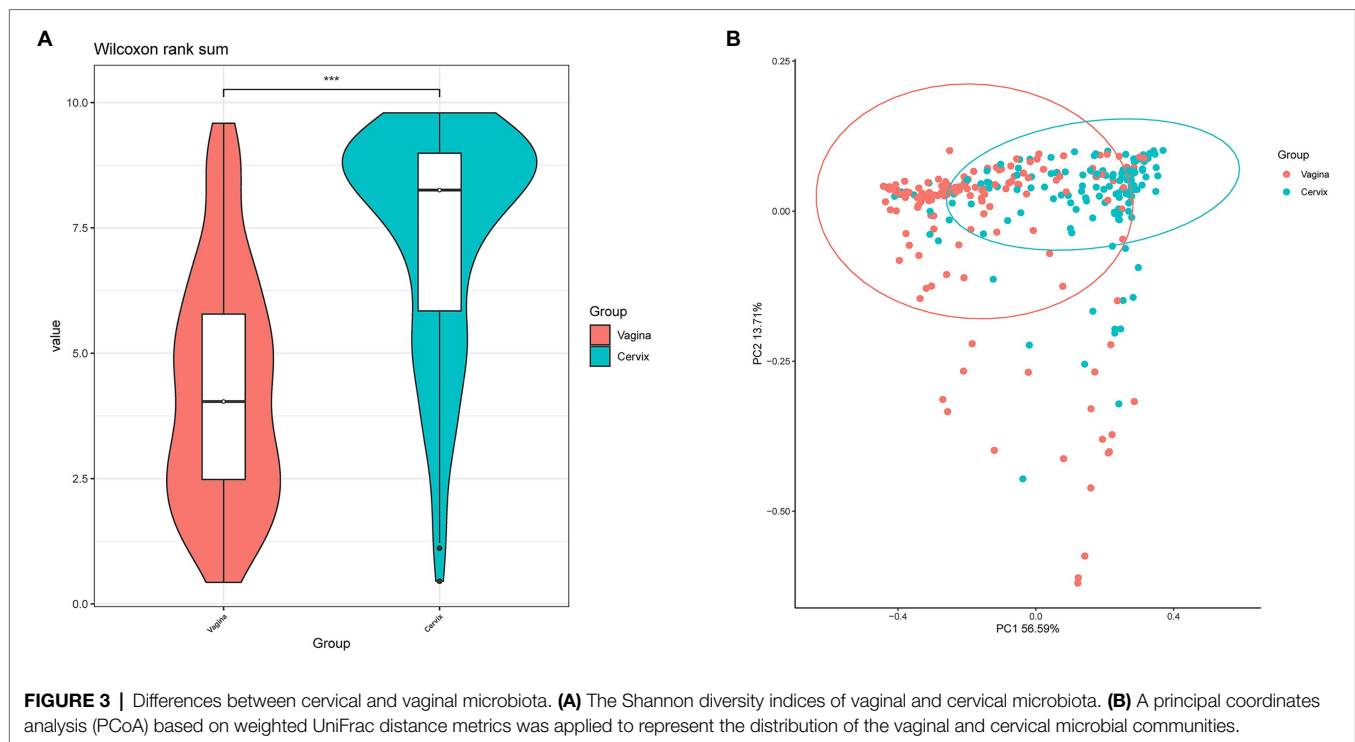 A
Wilcoxon rank sum
***
10.0
7.5
5.0
2.5
0.0
value
Vagina
Cervix
Group
Group
Vagina
Cervix
B
0.25
0.00
−0.25
−0.50
PC2 13.71%
−0.4
0.0
0.4
PC1 56.59%
Group
Vagina
Cervix
FIGURE 3 | Differences between cervical and vaginal microbiota. (A) The Shannon diversity indices of vaginal and cervical microbiota. (B) A principal coordinates
analysis (PCoA) based on weighted UniFrac distance metrics was applied to represent the distribution of the vaginal and cervical microbial communities.